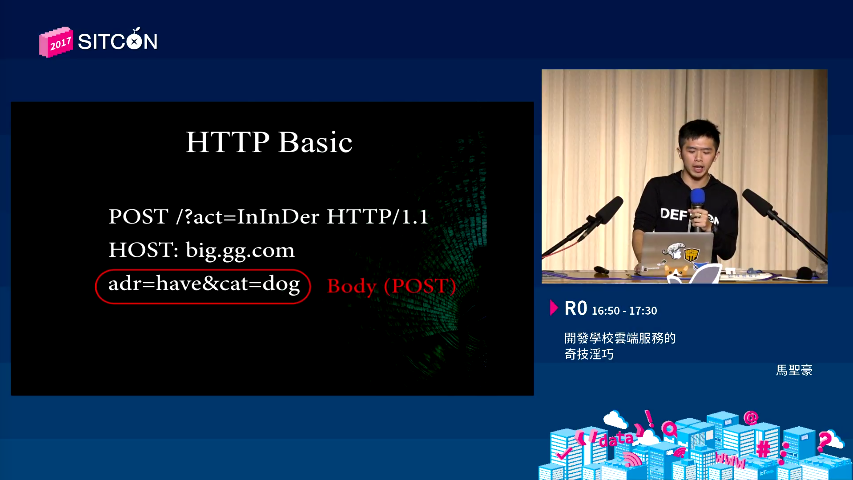 2017 SITCON
HTTP Basic
POST /?act=InInDer HTTP/1.1
HOST: big.gg.com
adr=have&cat=dog Body (POST)
R0 16:50 - 17:30
開發學校雲端服務的
奇技淫巧
馬聖豪
data
www